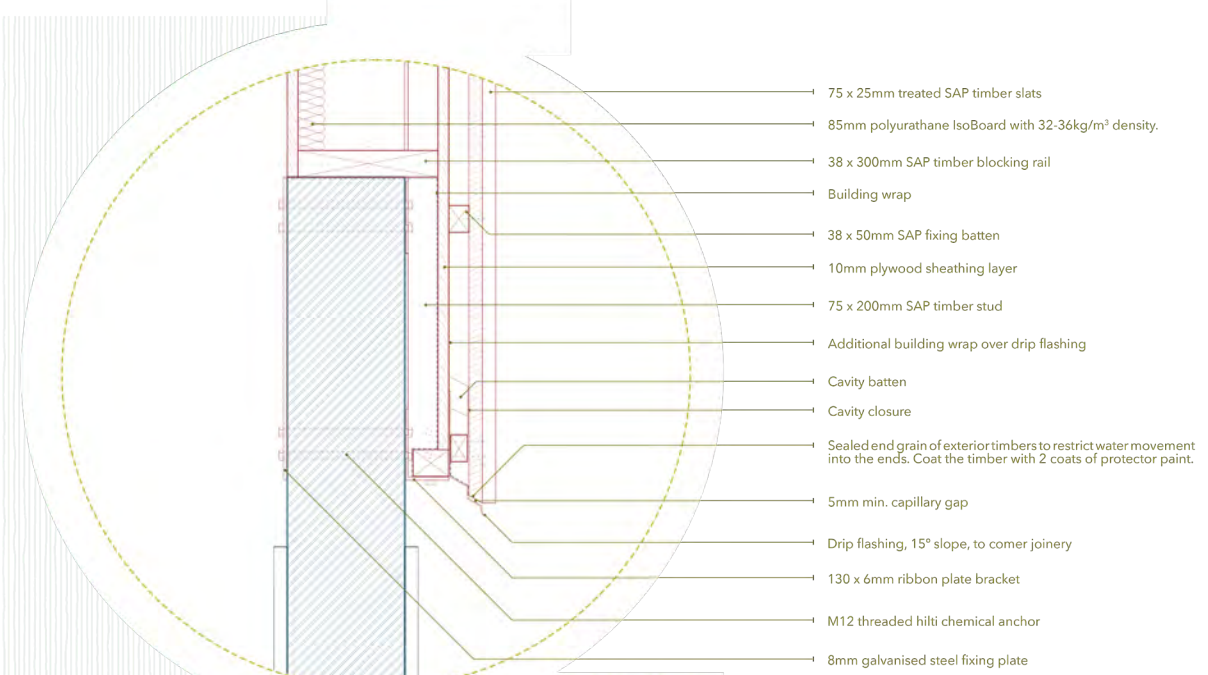 75 x 25mm treated SAP timber slats
85mm polyurathane IsoBoard with 32-36kg/m³ density.
38 x 300mm SAP timber blocking rail
Building wrap
38 x 50mm SAP fixing batten
10mm plywood sheathing layer
75 x 200mm SAP timber stud
Additional building wrap over drip flashing
Cavity batten
Cavity closure
Sealed end grain of exterior timbers to restrict water movement
into the ends. Coat the timber with 2 coats of protector paint.
5mm min. capillary gap
Drip flashing, 15° slope, to comer joinery
130 x 6mm ribbon plate bracket
M12 threaded hilti chemical anchor
8mm galvanised steel fixing plate